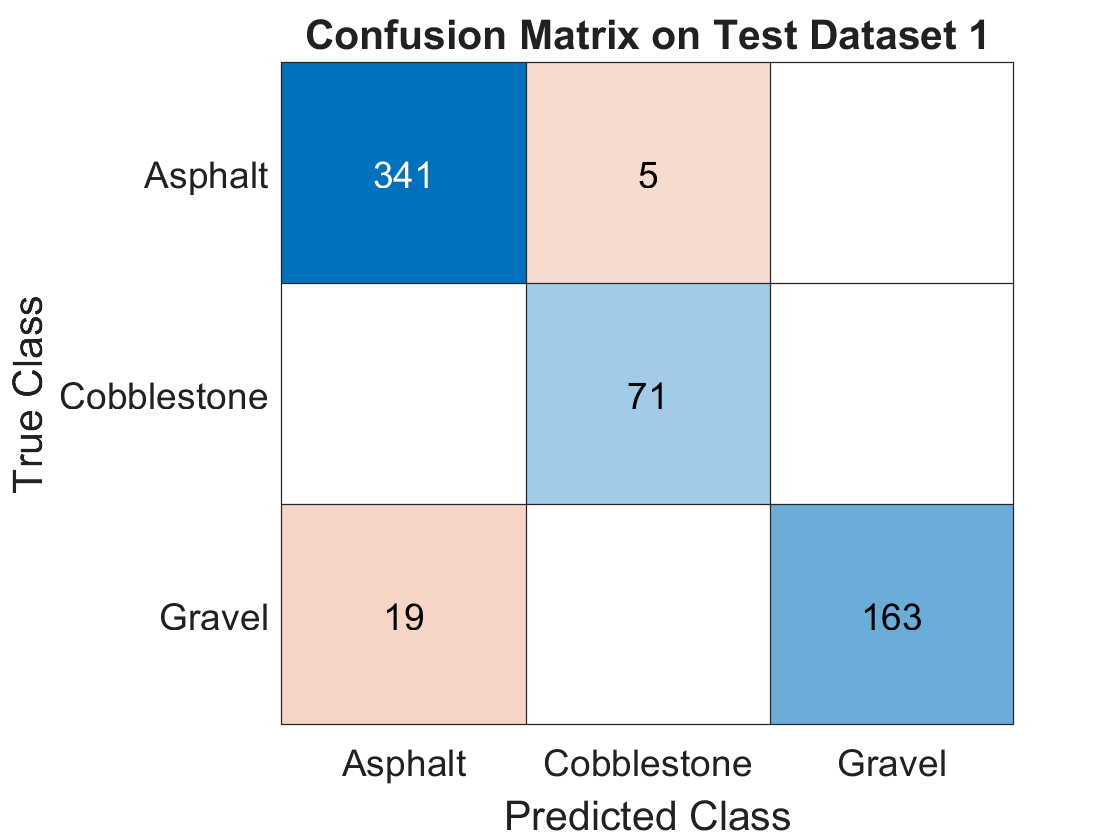 Confusion Matrix on Test Dataset 1
True Class
Asphalt
341
5
Cobblestone
71
Gravel
19
163
Asphalt
Cobblestone
Gravel
Predicted Class